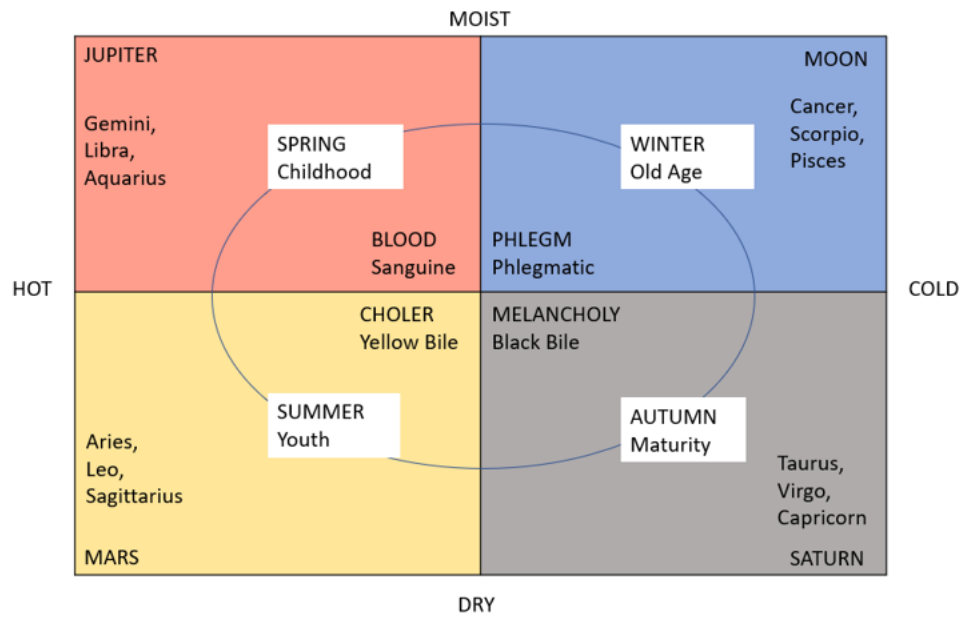 MOIST
JUPITER
Gemini,
Libra,
Aquarius
SPRING
Childhood
BLOOD
Sanguine
MOON
Cancer,
Scorpio,
Pisces
WINTER
Old Age
PHLEGM
Phlegmatic
HOT
COLD
CHOLER
Yellow Bile
SUMMER
Youth
Aries,
Leo,
Sagittarius
MARS
MELANCHOLY
Black Bile
AUTUMN
Maturity
Taurus,
Virgo,
Capricorn
SATURN
DRY